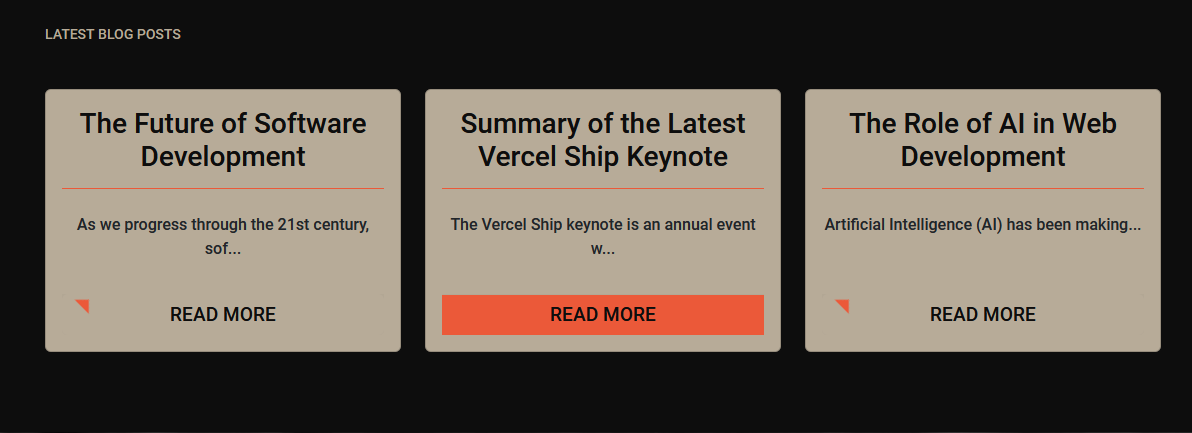 LATEST BLOG POSTS
The Future of Software
Development
As we progress through the 21st century,
sof...
READ MORE
Summary of the Latest
Vercel Ship Keynote
The Vercel Ship keynote is an annual event
w...
READ MORE
The Role of AI in Web
Development
Artificial Intelligence (AI) has been making...
READ MORE